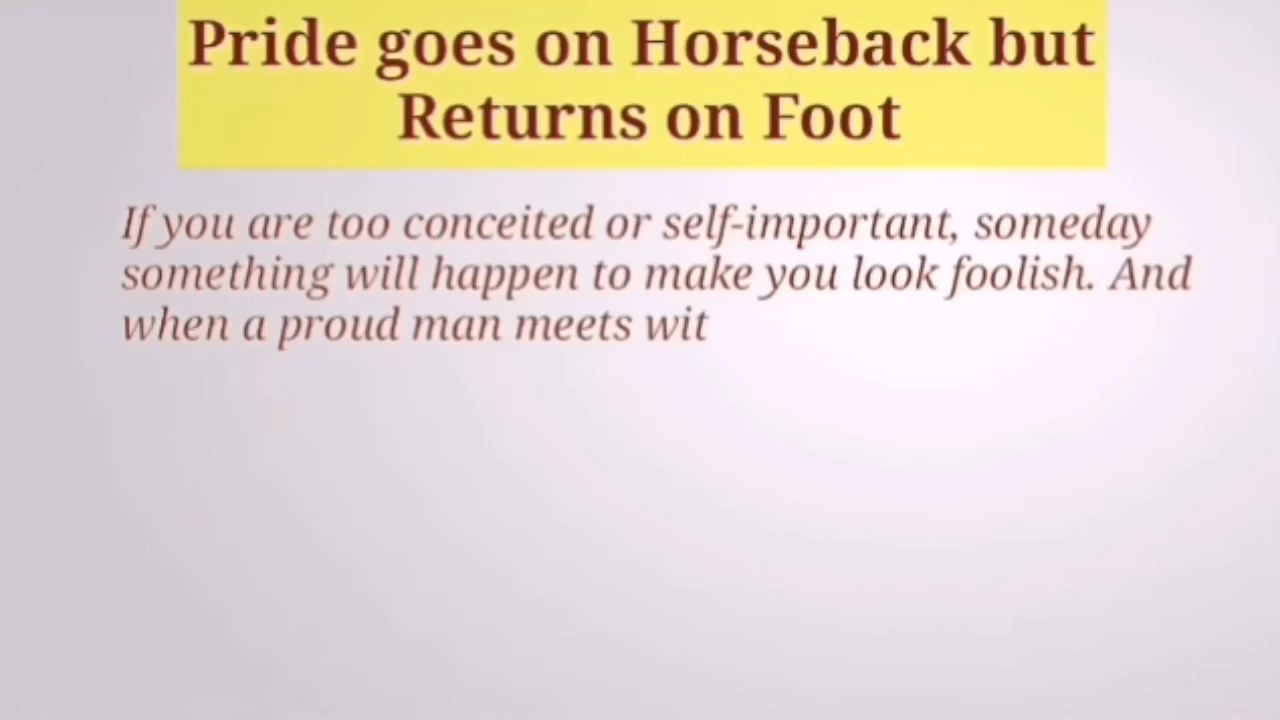 Pride goes on Horseback but
Returns on Foot
If you are too conceited or self-important, someday
something will happen to make you look foolish. And
when a proud man meets wit